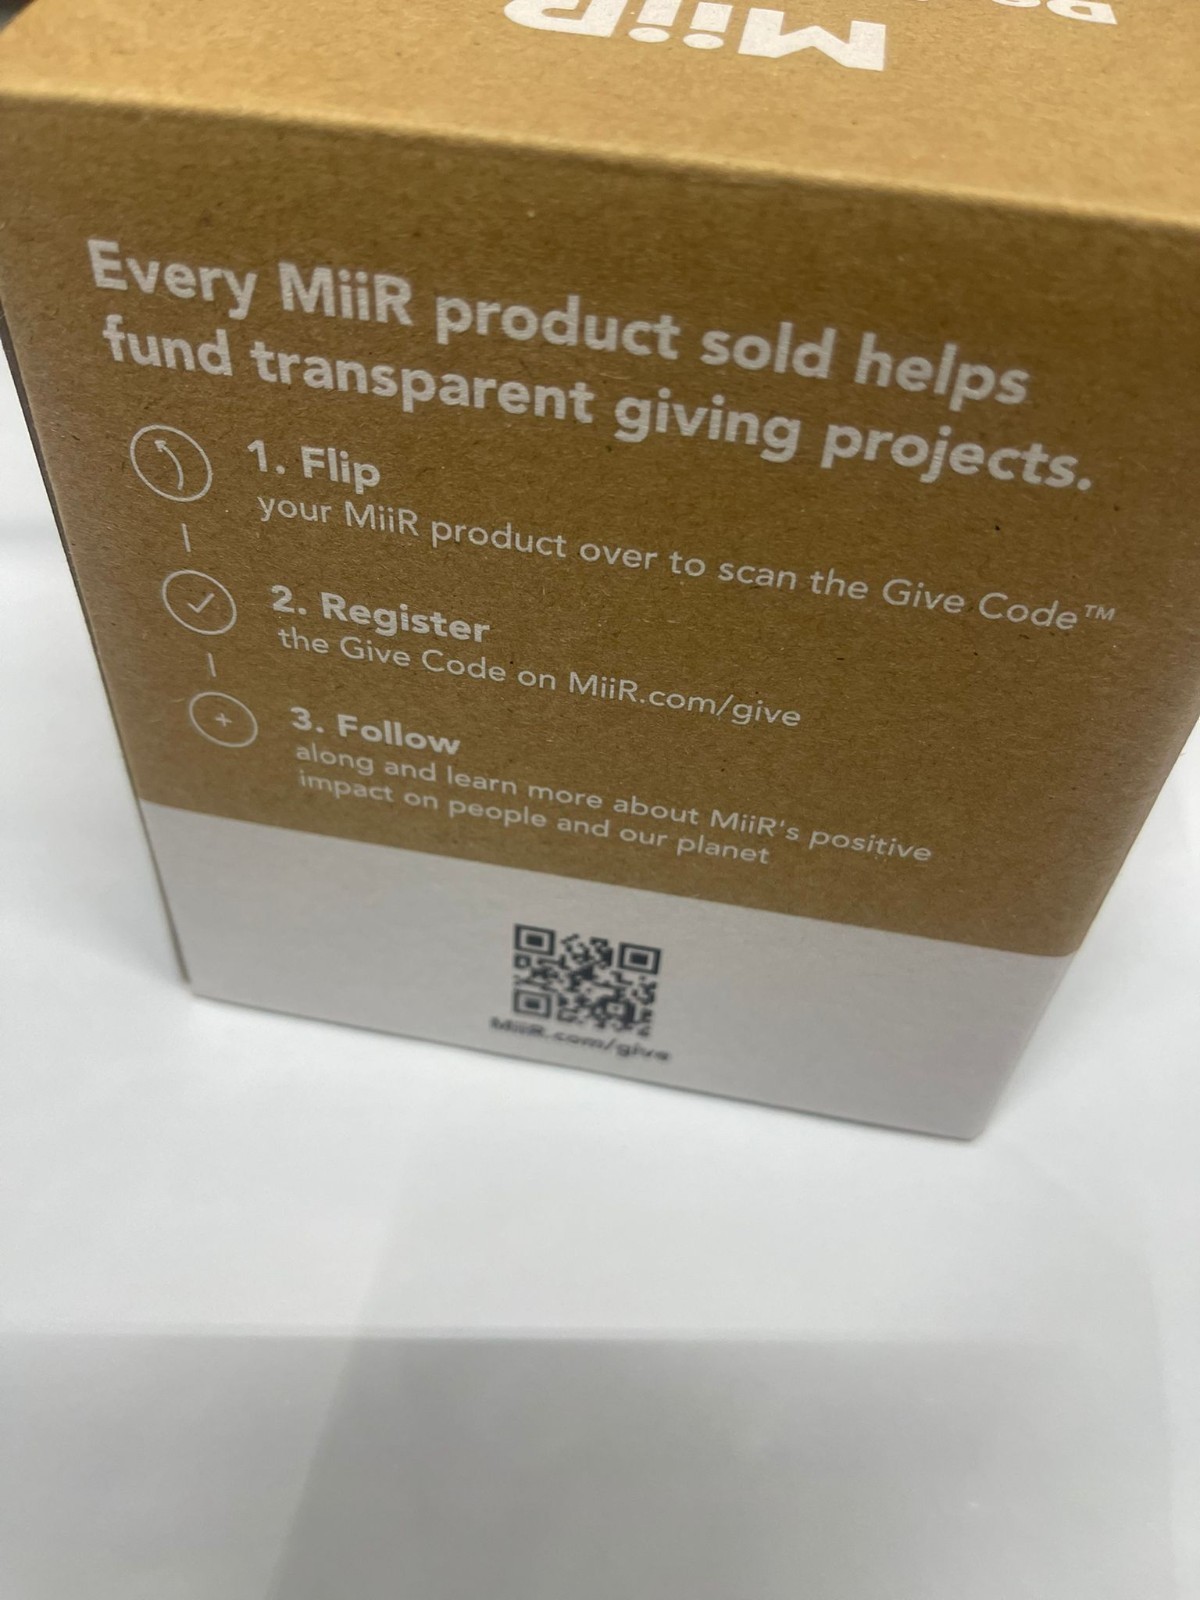 MiiR
Every MiiR product sold helps
fund transparent giving projects.
1. Flip
your MiiR product over to scan the Give Code™
2. Register
the Give Code on MiiR.com/give
3. Follow
along and learn more about MiiR's positive
impact on people and our planet
MiiR.com/give